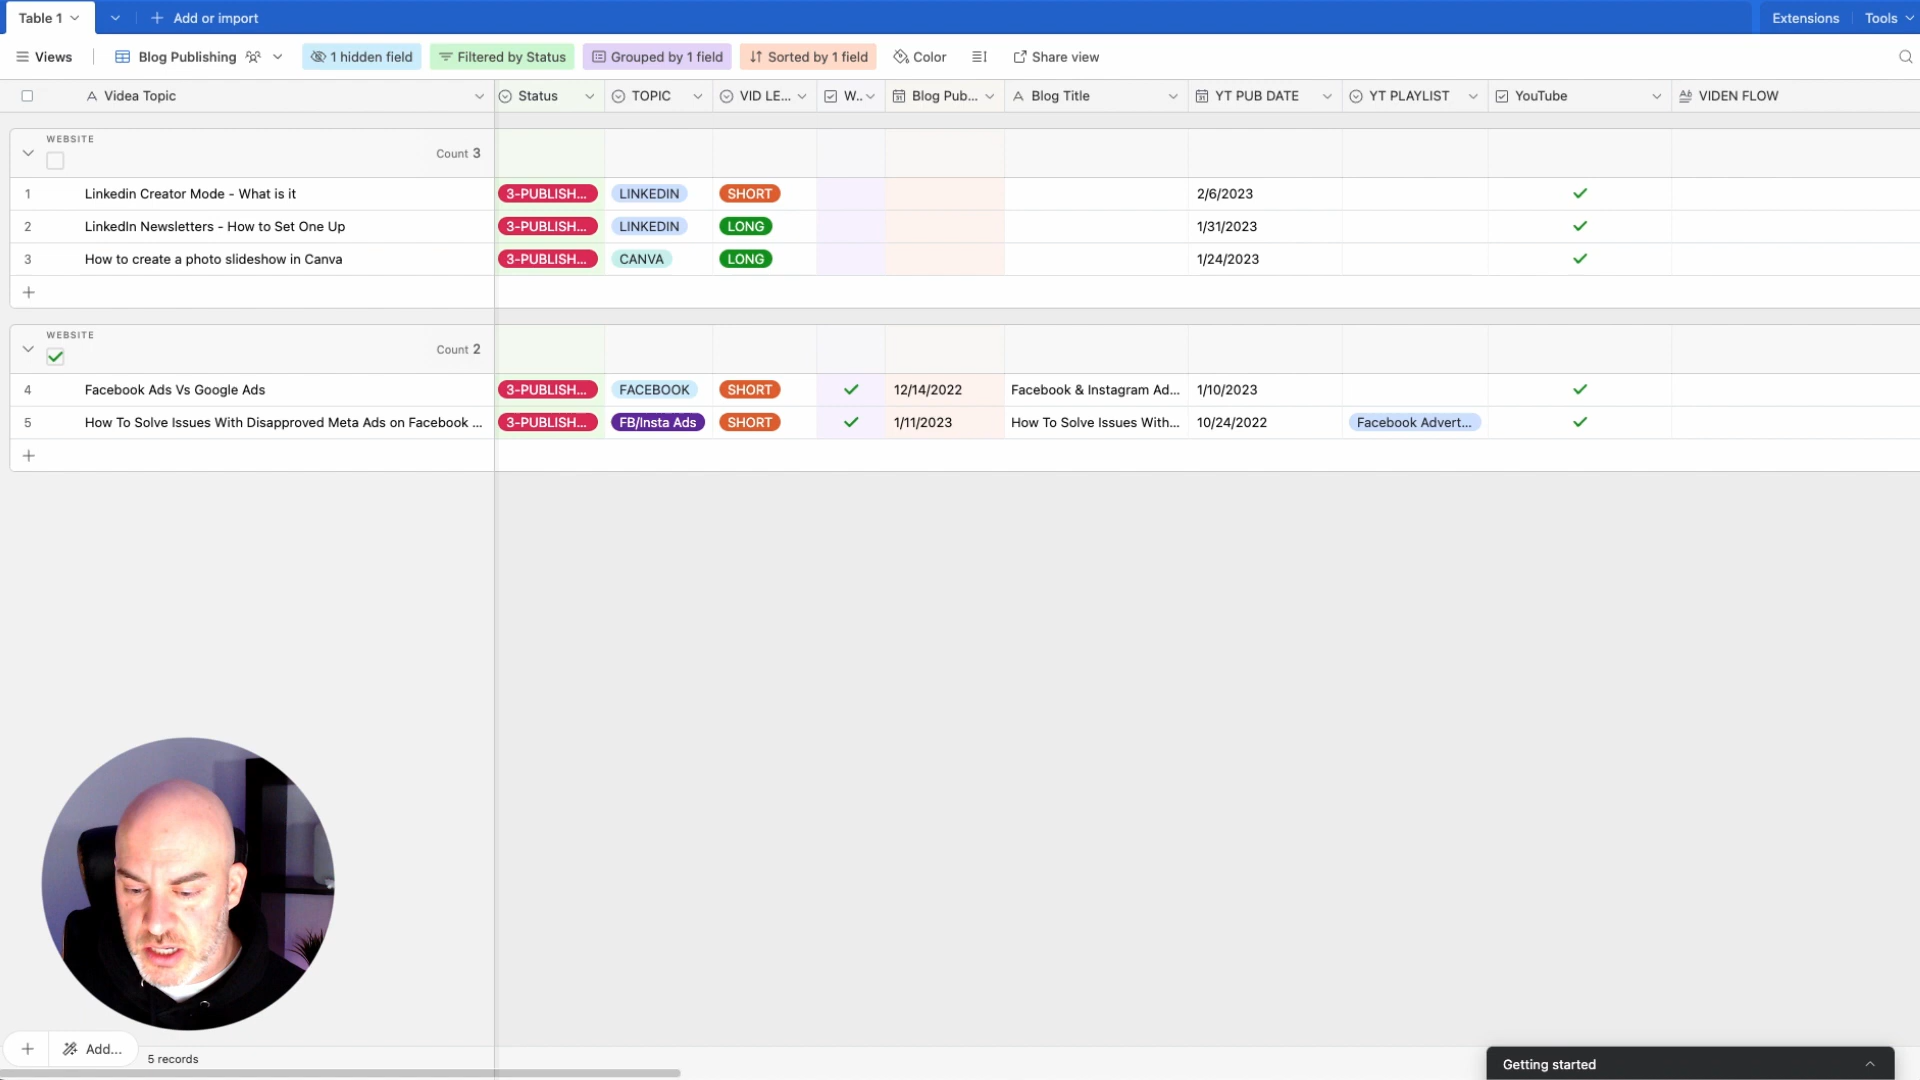 Table 1
Add or import
Extensions
Tools
Views
Blog Publishing
1 hidden field
Filtered by Status
Grouped by 1 field
Sorted by 1 field
Color
Share view
Videa Topic
Status
TOPIC
VID LE...
W..
Blog Pub...
Blog Title
YT PUB DATE
YT PLAYLIST
YouTube
VIDEN FLOW
WEBSITE
Count 3
1 Linkedin Creator Mode - What is it 3-PUBLISH... LINKEDIN SHORT 2/6/2023
2 LinkedIn Newsletters - How to Set One Up 3-PUBLISH... LINKEDIN LONG 1/31/2023
3 How to create a photo slideshow in Canva 3-PUBLISH... CANVA LONG 1/24/2023
WEBSITE
Count 2
4 Facebook Ads Vs Google Ads 3-PUBLISH... FACEBOOK SHORT 12/14/2022 Facebook & Instagram Ad... 1/10/2023
5 How To Solve Issues With Disapproved Meta Ads on Facebook ... 3-PUBLISH... FB/Insta Ads SHORT 1/11/2023 How To Solve Issues With... 10/24/2022 Facebook Advert...
Add...
5 records
Getting started